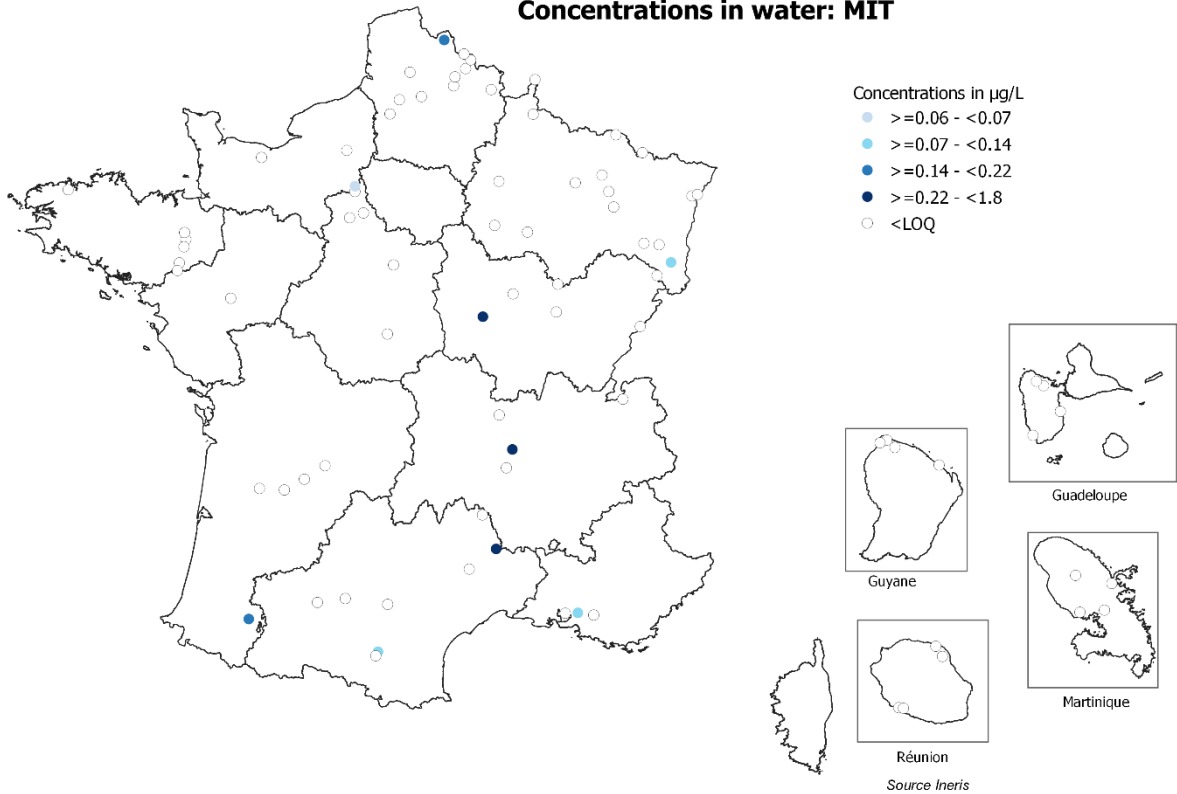 Concentrations in water: MIT
Concentrations in µg/L
>=0.06 - <0.07
>=0.07 - <0.14
>=0.14 - <0.22
>=0.22 - <1.8
<LOQ
Guadeloupe
Guyane
Martinique
Réunion
Source Ineris